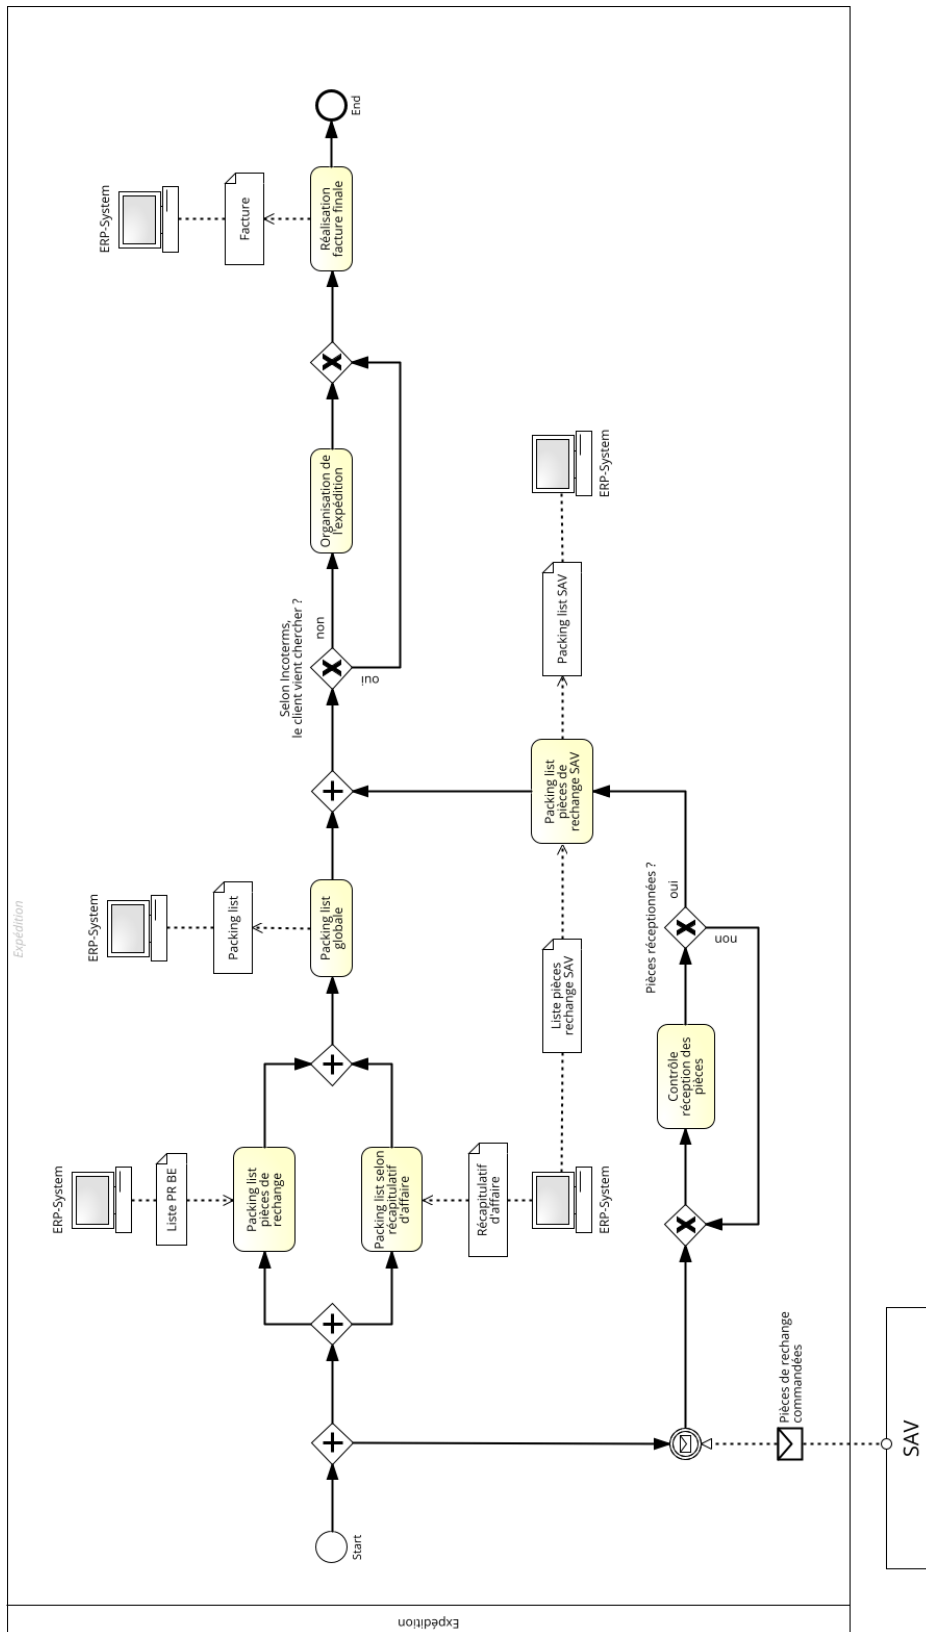 Expédition
Expédition
Start
ERP-System
Liste PR BE
Packing list
pièces de
rechange
Packing list selon
récapitulatif
d'affaire
Récapitulatif
d'affaire
ERP-System
ERP-System
Packing list
Packing list
globale
Selon Incoterms,
le client vient chercher ?
non
oui
Organisation de
l'expédition
ERP-System
Facture
Réalisation
facture finale
End
Liste pièces
rechange SAV
Packing list
pièces de
rechange SAV
Packing list SAV
ERP-System
Contrôle
réception des
pièces
Pièces réceptionnées ?
oui
non
Pièces de rechange
commandées
SAV